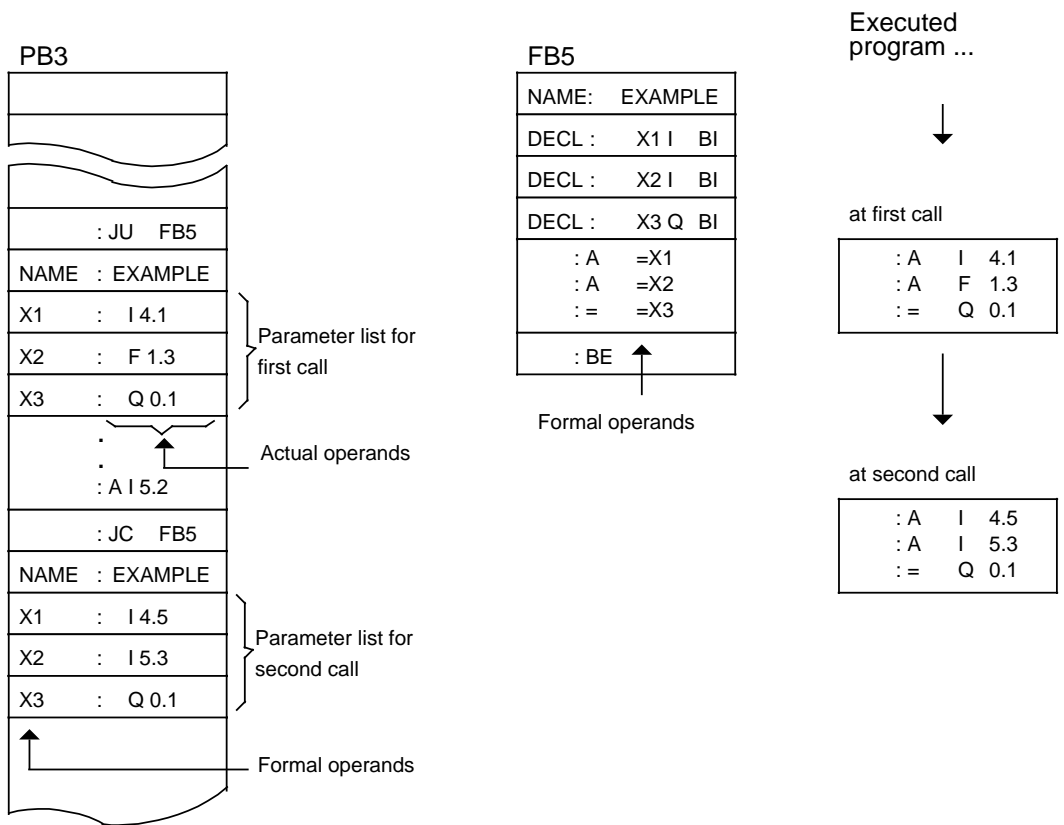 PB3
: JU FB5
NAME : EXAMPLE
X1 : I 4.1
X2 : F 1.3
X3 : Q 0.1
.
.
: A I 5.2
: JC FB5
NAME : EXAMPLE
X1 : I 4.5
X2 : I 5.3
X3 : Q 0.1
Parameter list for
first call
Actual operands
Parameter list for
second call
Formal operands
FB5
NAME: EXAMPLE
DECL : X1 I BI
DECL : X2 I BI
DECL : X3 Q BI
: A =X1
: A =X2
: = =X3
: BE
Formal operands
Executed
program ...
at first call
: A I 4.1
: A F 1.3
: = Q 0.1
at second call
: A I 4.5
: A I 5.3
: = Q 0.1